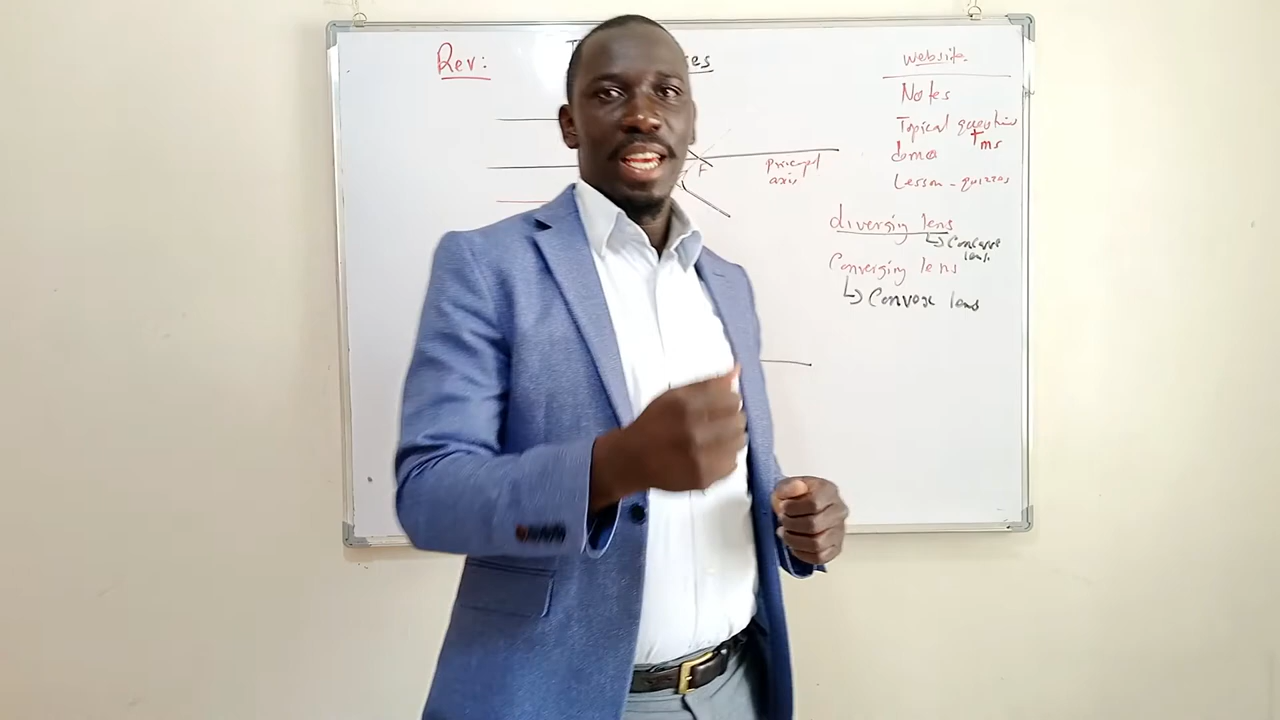 Rev:
F
Principal
axis
website
Notes
Topical questions
+ ms
demo
Lesson - quizzes
diverging lens
↳ Concave
lens.
Converging lens
↳ Convex lens